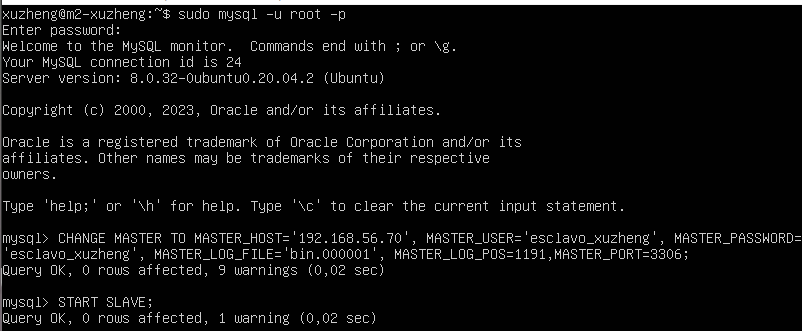 xuzheng@m2-xuzheng:~$ sudo mysql -u root -p
Enter password:
Welcome to the MySQL monitor.  Commands end with ; or \g.
Your MySQL connection id is 24
Server version: 8.0.32-0ubuntu0.20.04.2 (Ubuntu)
Copyright (c) 2000, 2023, Oracle and/or its affiliates.
Oracle is a registered trademark of Oracle Corporation and/or its
affiliates. Other names may be trademarks of their respective
owners.
Type 'help;' or '\h' for help. Type '\c' to clear the current input statement.
mysql> CHANGE MASTER TO MASTER_HOST='192.168.56.70', MASTER_USER='esclavo_xuzheng', MASTER_PASSWORD=
'esclavo_xuzheng', MASTER_LOG_FILE='bin.000001', MASTER_LOG_POS=1191,MASTER_PORT=3306;
Query OK, 0 rows affected, 9 warnings (0,02 sec)
mysql> START SLAVE;
Query OK, 0 rows affected, 1 warning (0,02 sec)